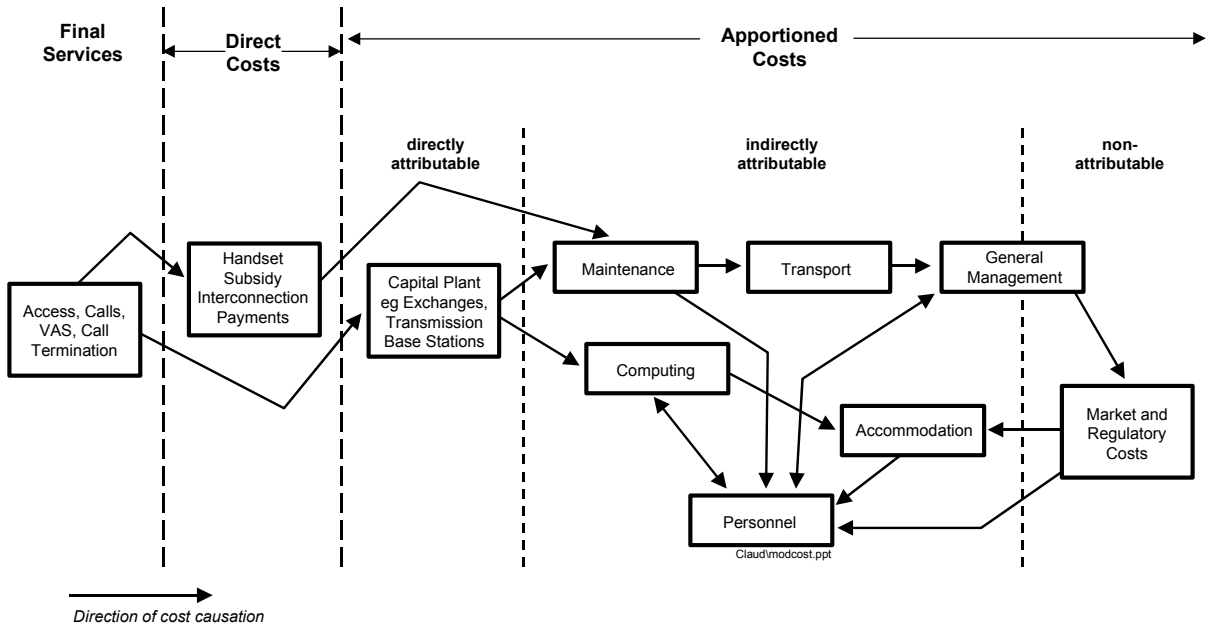 Final
Services
Direct
Costs
Apportioned
Costs
directly
attributable
indirectly
attributable
non-
attributable
Handset
Subsidy
Interconnection
Payments
Access, Calls,
VAS, Call
Termination
Capital Plant
eg Exchanges,
Transmission
Base Stations
Maintenance
Transport
General
Management
Computing
Accommodation
Market and
Regulatory
Costs
Personnel
Claud\modcost.ppt
Direction of cost causation